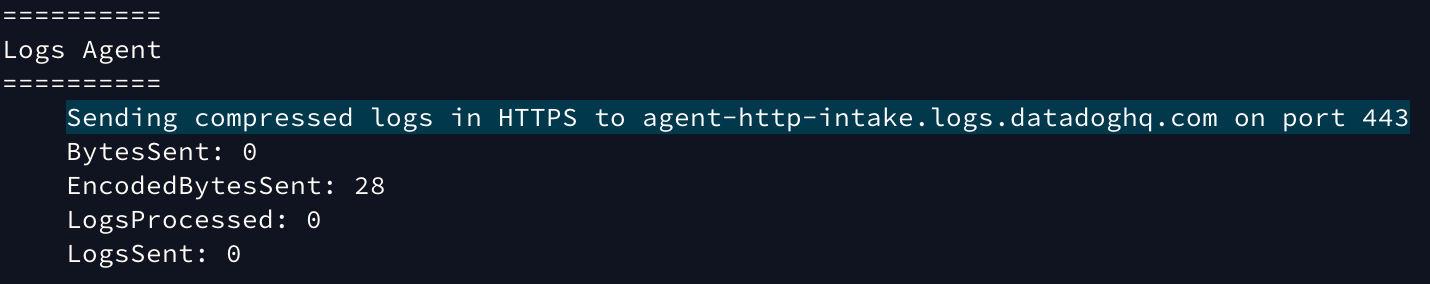 ==========
Logs Agent
==========
Sending compressed logs in HTTPS to agent-http-intake.logs.datadoghq.com on port 443
BytesSent: 0
EncodedBytesSent: 28
LogsProcessed: 0
LogsSent: 0